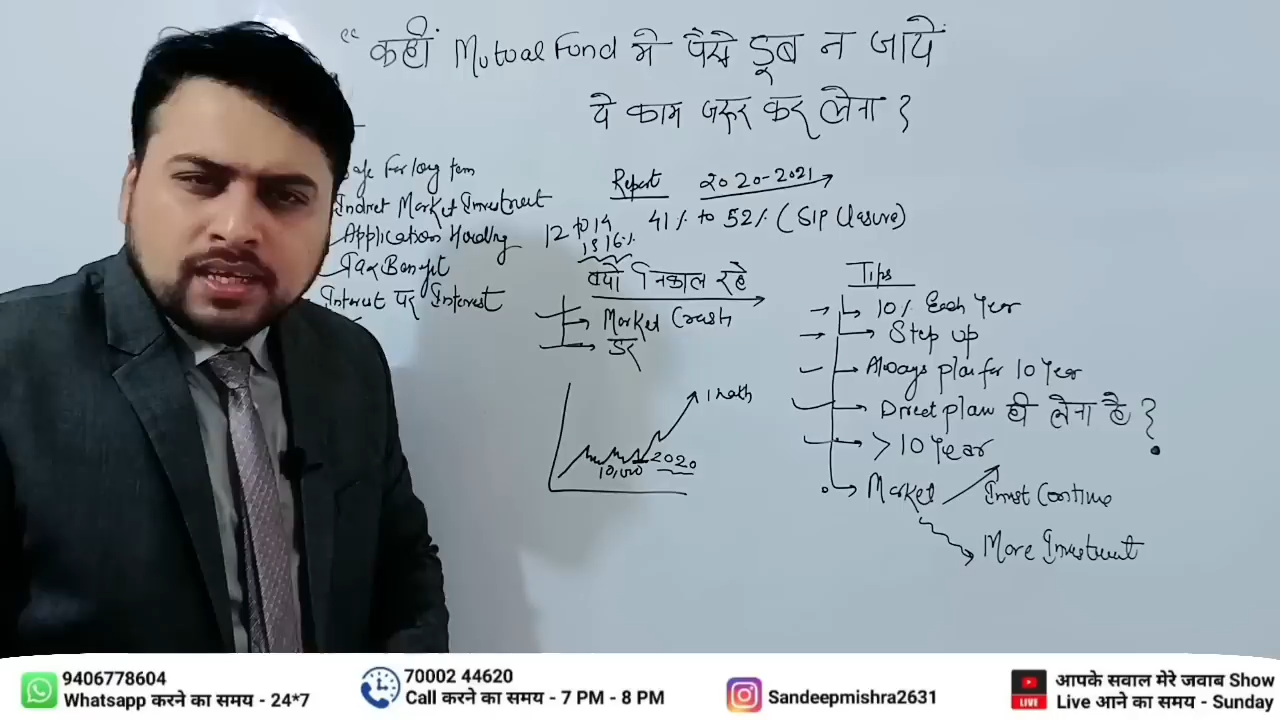 “ कहीं Mutual Fund में पैसे डूब न जाये
ये काम जरूर कर लेना ?
For long term
Indret Market Investment
Application Handling
Tax Benefit
Interest पर Interest
Report 2020-2021
12 to 14
15 16%
41% to 52% (SIP Closure)
क्यों निकाल रहे
Market Crash
डर
1 lakh
10,000
2020
Tips
10% Each Year
Step up
Always plan for 10 Year
Direct plan ही लेना है ?
> 10 Year
Market Invest Continue
More Investment
9406778604
Whatsapp करने का समय - 24*7
70002 44620
Call करने का समय - 7 PM - 8 PM
Sandeepmishra2631
LIVE
आपके सवाल मेरे जवाब Show
Live आने का समय - Sunday